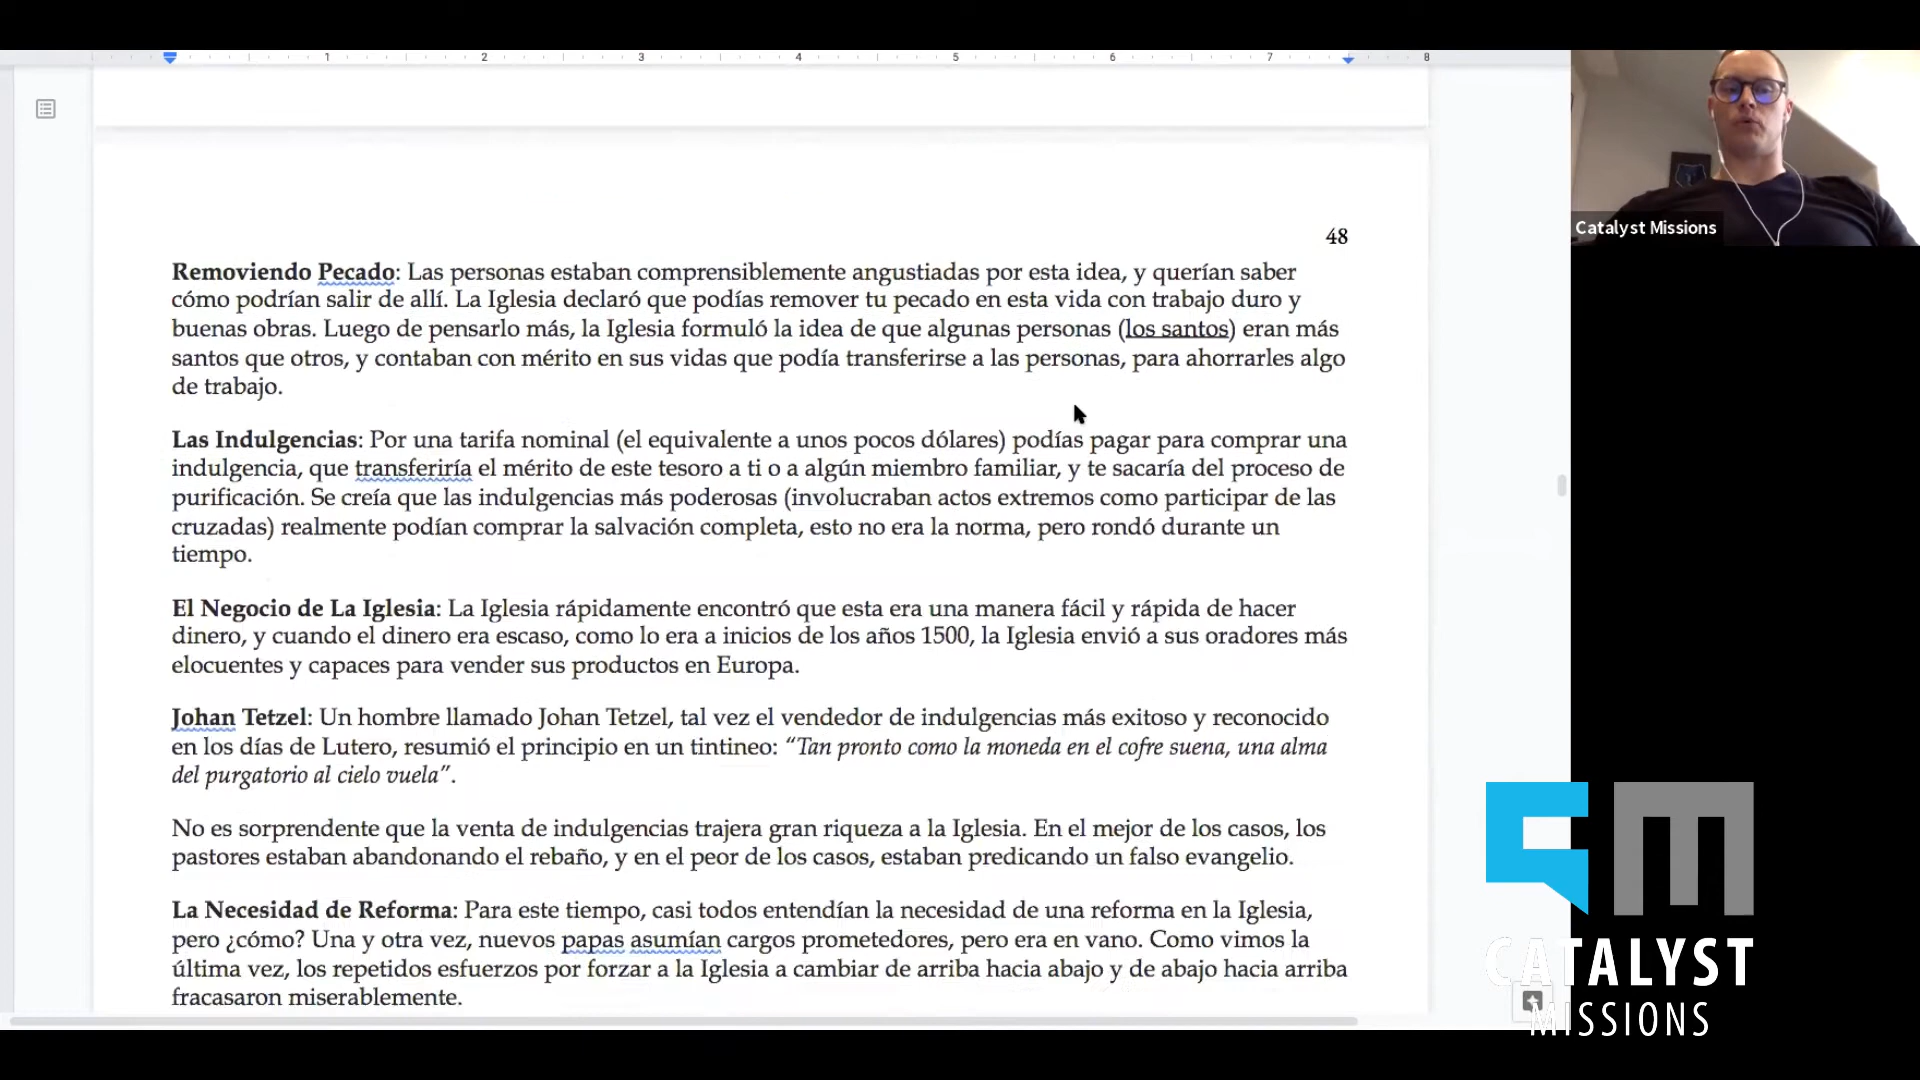 1 2 3 4 5 6 7 8
48
Removiendo Pecado: Las personas estaban comprensiblemente angustiadas por esta idea, y querían saber
cómo podrían salir de allí. La Iglesia declaró que podías remover tu pecado en esta vida con trabajo duro y
buenas obras. Luego de pensarlo más, la Iglesia formuló la idea de que algunas personas (los santos) eran más
santos que otros, y contaban con mérito en sus vidas que podía transferirse a las personas, para ahorrarles algo
de trabajo.
Las Indulgencias: Por una tarifa nominal (el equivalente a unos pocos dólares) podías pagar para comprar una
indulgencia, que transferiría el mérito de este tesoro a ti o a algún miembro familiar, y te sacaría del proceso de
purificación. Se creía que las indulgencias más poderosas (involucraban actos extremos como participar de las
cruzadas) realmente podían comprar la salvación completa, esto no era la norma, pero rondó durante un
tiempo.
El Negocio de La Iglesia: La Iglesia rápidamente encontró que esta era una manera fácil y rápida de hacer
dinero, y cuando el dinero era escaso, como lo era a inicios de los años 1500, la Iglesia envió a sus oradores más
elocuentes y capaces para vender sus productos en Europa.
Johan Tetzel: Un hombre llamado Johan Tetzel, tal vez el vendedor de indulgencias más exitoso y reconocido
en los días de Lutero, resumió el principio en un tintineo: “Tan pronto como la moneda en el cofre suena, una alma
del purgatorio al cielo vuela”.
No es sorprendente que la venta de indulgencias trajera gran riqueza a la Iglesia. En el mejor de los casos, los
pastores estaban abandonando el rebaño, y en el peor de los casos, estaban predicando un falso evangelio.
La Necesidad de Reforma: Para este tiempo, casi todos entendían la necesidad de una reforma en la Iglesia,
pero ¿cómo? Una y otra vez, nuevos papas asumían cargos prometedores, pero era en vano. Como vimos la
última vez, los repetidos esfuerzos por forzar a la Iglesia a cambiar de arriba hacia abajo y de abajo hacia arriba
fracasaron miserablemente.
Catalyst Missions
CATALYST
MISSIONS